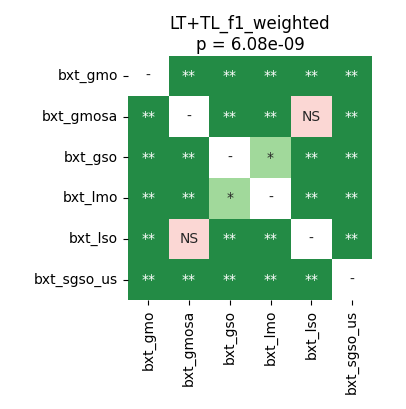 LT+TL_f1_weighted
p = 6.08e-09
bxt_gmo - ** ** ** ** **
bxt_gmosa ** - ** ** NS **
bxt_gso ** ** - * ** **
bxt_lmo ** ** * - ** **
bxt_lso ** NS ** ** - **
bxt_sgso_us ** ** ** ** ** -
bxt_gmo bxt_gmosa bxt_gso bxt_lmo bxt_lso bxt_sgso_us